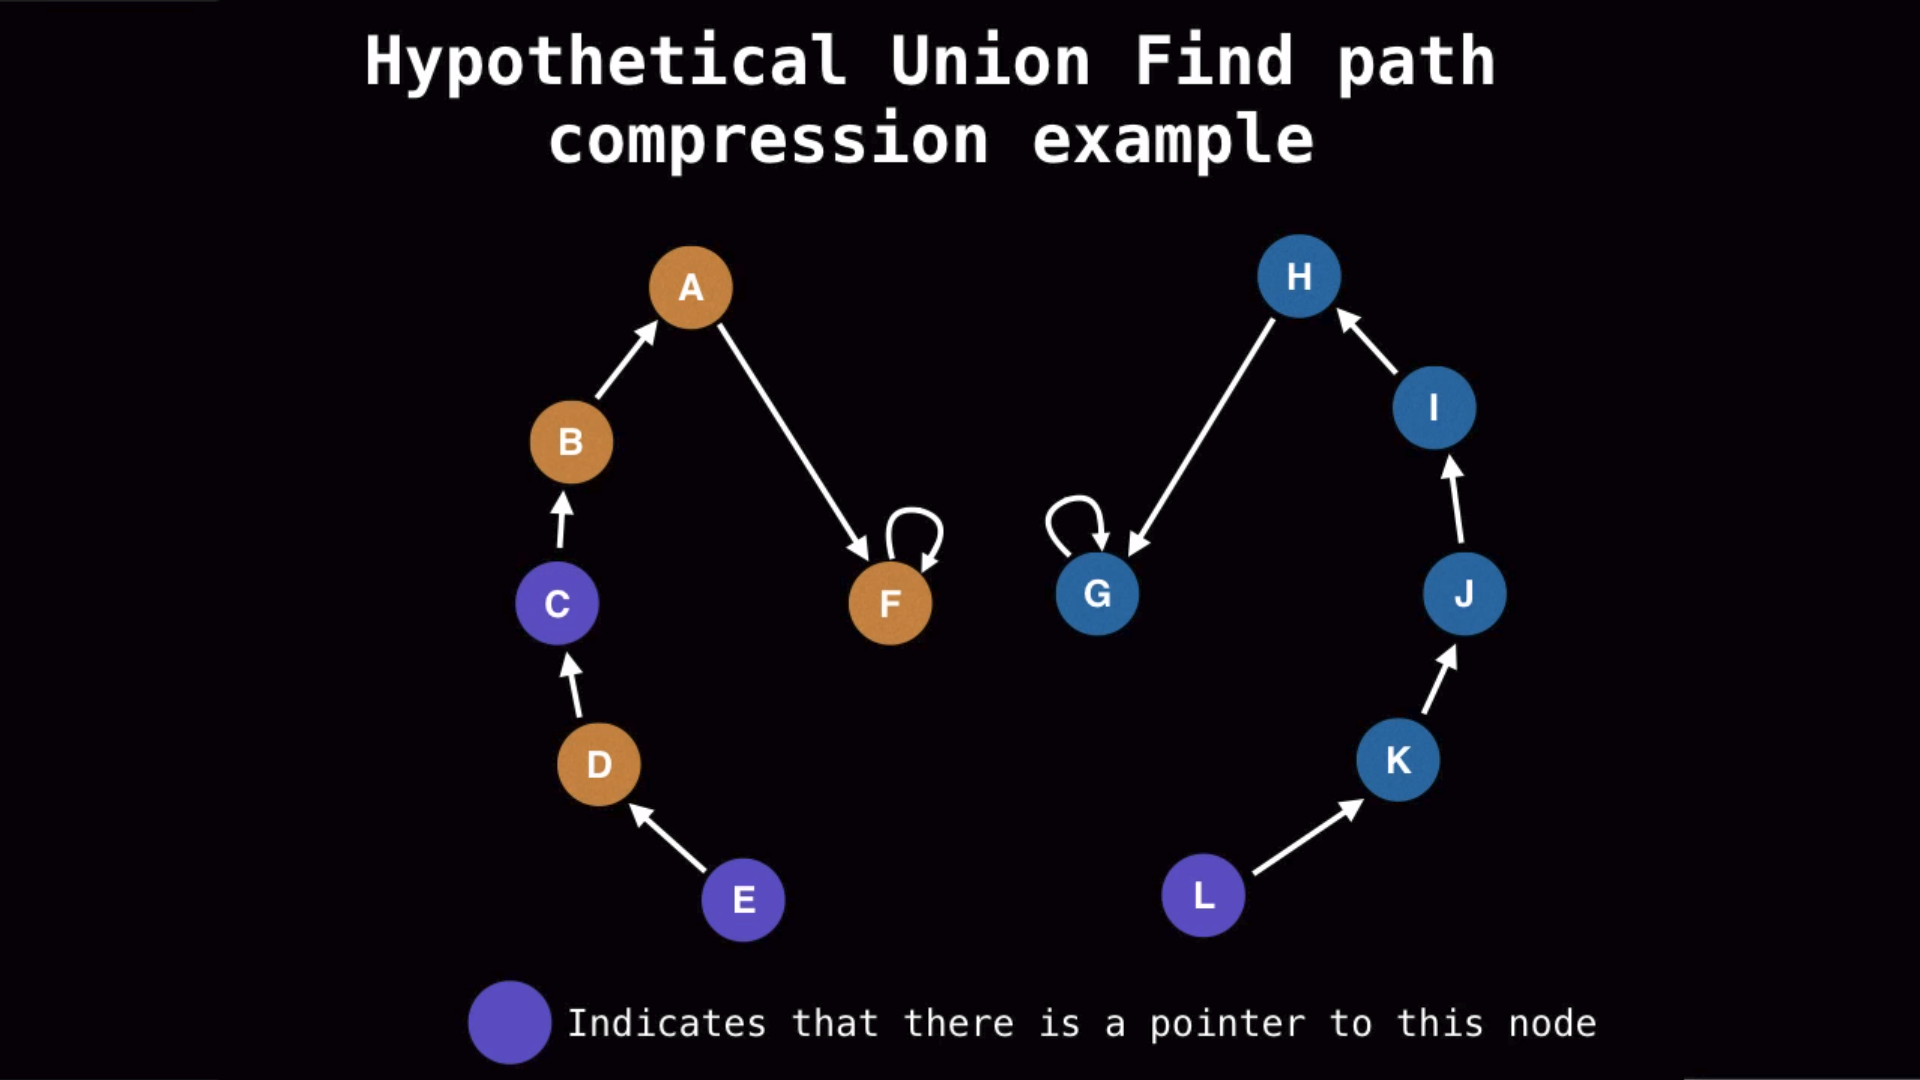 Hypothetical Union Find path
compression example
A
H
I
B
C
F
G
J
D
K
E
L
Indicates that there is a pointer to this node